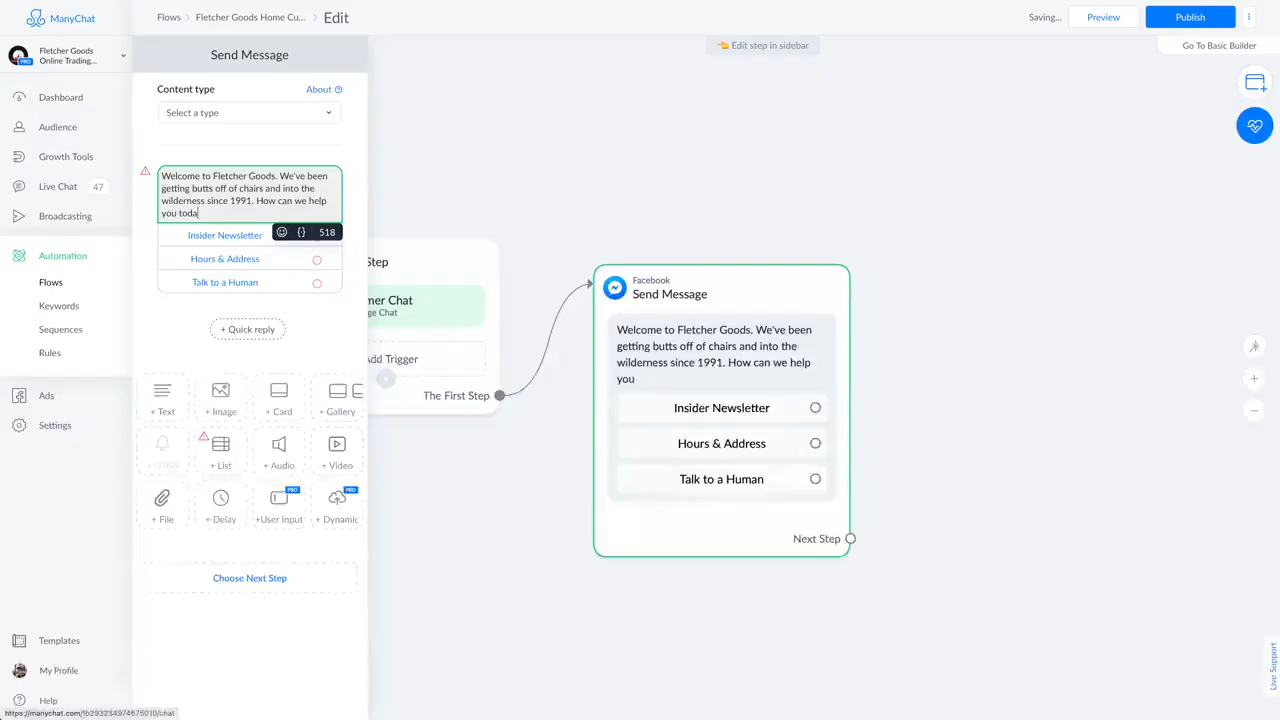 ManyChat
Flows
Fletcher Goods Home Cu...
Edit
Saving...
Preview
Publish
Fletcher Goods
Online Trading...
PRO
Send Message
👈 Edit step in sidebar
Go To Basic Builder
Dashboard
Audience
Growth Tools
Live Chat
47
Broadcasting
Automation
Flows
Keywords
Sequences
Rules
Ads
Settings
Templates
My Profile
Help
Content type
About
Select a type
Welcome to Fletcher Goods. We've been
getting butts off of chairs and into the
wilderness since 1991. How can we help
you toda
{}
518
Insider Newsletter
Hours & Address
Talk to a Human
+ Quick reply
+ Text
+ Image
+ Card
+ Gallery
+ List
+ Audio
+ Video
+ File
+ Delay
PRO
+User Input
PRO
+ Dynamic
Choose Next Step
Step
mer Chat
ge Chat
Add Trigger
The First Step
Facebook
Send Message
Welcome to Fletcher Goods. We've been
getting butts off of chairs and into the
wilderness since 1991. How can we help
you
Insider Newsletter
Hours & Address
Talk to a Human
Next Step
Live Support